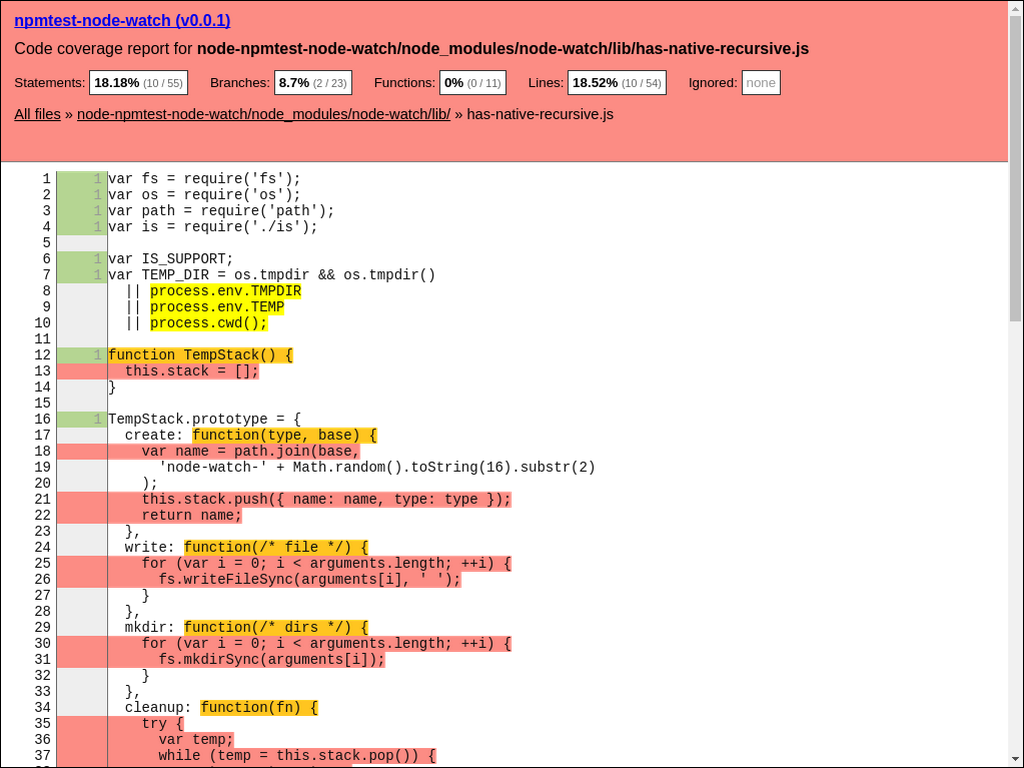 npmtest-node-watch (v0.0.1)
Code coverage report for node-npmtest-node-watch/node_modules/node-watch/lib/has-native-recursive.js
Statements: 18.18% (10 / 55) Branches: 8.7% (2 / 23) Functions: 0% (0 / 11) Lines: 18.52% (10 / 54) Ignored: none
All files » node-npmtest-node-watch/node_modules/node-watch/lib/ » has-native-recursive.js
1 1 var fs = require('fs');
2 1 var os = require('os');
3 1 var path = require('path');
4 1 var is = require('./is');
5
6 1 var IS_SUPPORT;
7 1 var TEMP_DIR = os.tmpdir && os.tmpdir()
8 || process.env.TMPDIR
9 || process.env.TEMP
10 || process.cwd();
11
12 1 function TempStack() {
13 this.stack = [];
14 }
15
16 1 TempStack.prototype = {
17 create: function(type, base) {
18 var name = path.join(base,
19 'node-watch-' + Math.random().toString(16).substr(2)
20 );
21 this.stack.push({ name: name, type: type });
22 return name;
23 },
24 write: function(/* file */) {
25 for (var i = 0; i < arguments.length; ++i) {
26 fs.writeFileSync(arguments[i], ' ');
27 }
28 },
29 mkdir: function(/* dirs */) {
30 for (var i = 0; i < arguments.length; ++i) {
31 fs.mkdirSync(arguments[i]);
32 }
33 },
34 cleanup: function(fn) {
35 try {
36 var temp;
37 while (temp = this.stack.pop()) {